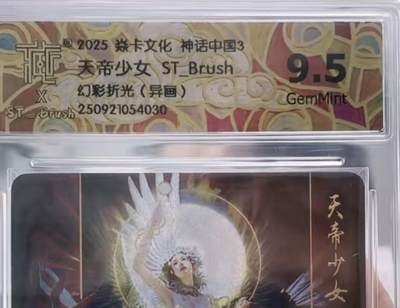 ® 2025 焱卡文化 神话中国3
天帝少女 ST_Brush
幻彩折光（异画）
250921054030
9.5
GemMint
X
ST_Brush
天帝少女